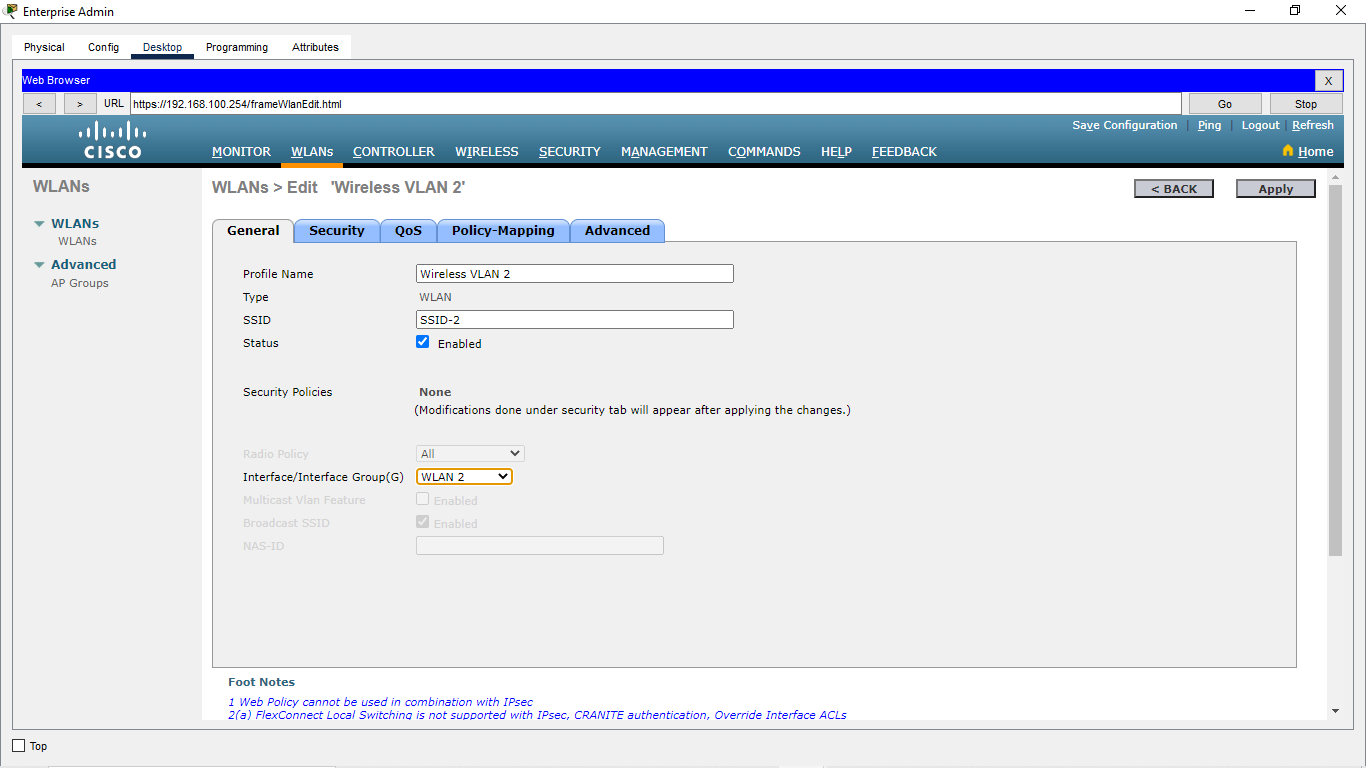 Enterprise Admin
Physical Config Desktop Programming Attributes
Web Browser X
< > URL https://192.168.100.254/frameWlanEdit.html Go Stop
Save Configuration | Ping | Logout | Refresh
CISCO
MONITOR WLANs CONTROLLER WIRELESS SECURITY MANAGEMENT COMMANDS HELP FEEDBACK Home
WLANs
WLANs
WLANs
Advanced
AP Groups
WLANs > Edit 'Wireless VLAN 2' < BACK Apply
General Security QoS Policy-Mapping Advanced
Profile Name Wireless VLAN 2
Type WLAN
SSID SSID-2
Status Enabled
Security Policies None
(Modifications done under security tab will appear after applying the changes.)
Radio Policy All
Interface/Interface Group(G) WLAN 2
Multicast Vlan Feature Enabled
Broadcast SSID Enabled
NAS-ID
Foot Notes
1 Web Policy cannot be used in combination with IPsec
2(a) FlexConnect Local Switching is not supported with IPsec, CRANITE authentication, Override Interface ACLs
Top